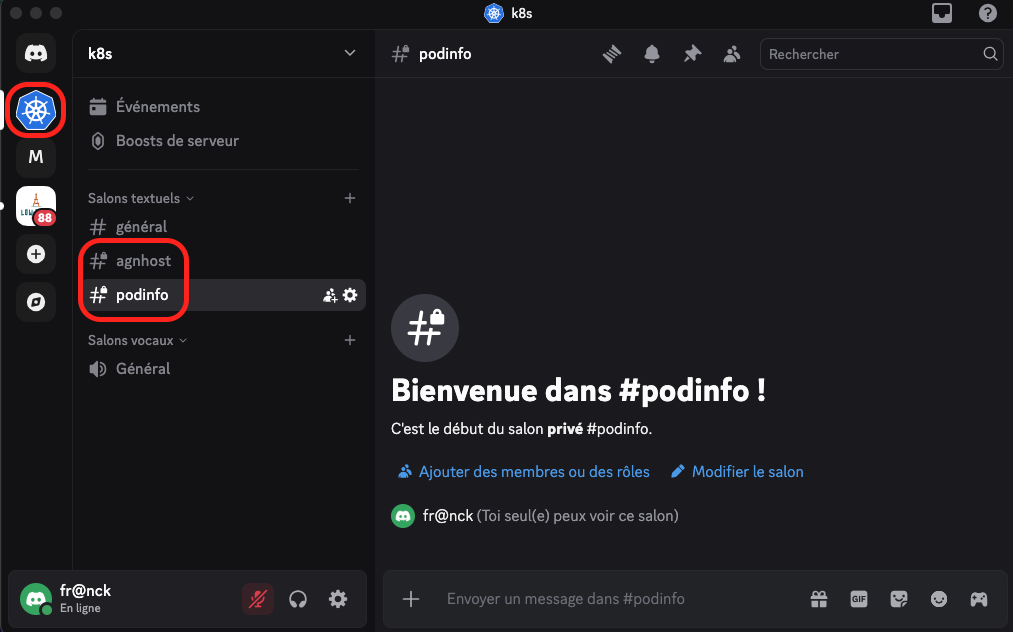 k8s
k8s
podinfo
Rechercher
Événements
Boosts de serveur
M
Salons textuels
général
88
agnhost
podinfo
Salons vocaux
Général
Bienvenue dans #podinfo !
C'est le début du salon privé #podinfo.
Ajouter des membres ou des rôles
Modifier le salon
fr@nck (Toi seul(e) peux voir ce salon)
fr@nck
En ligne
Envoyer un message dans #podinfo
GIF